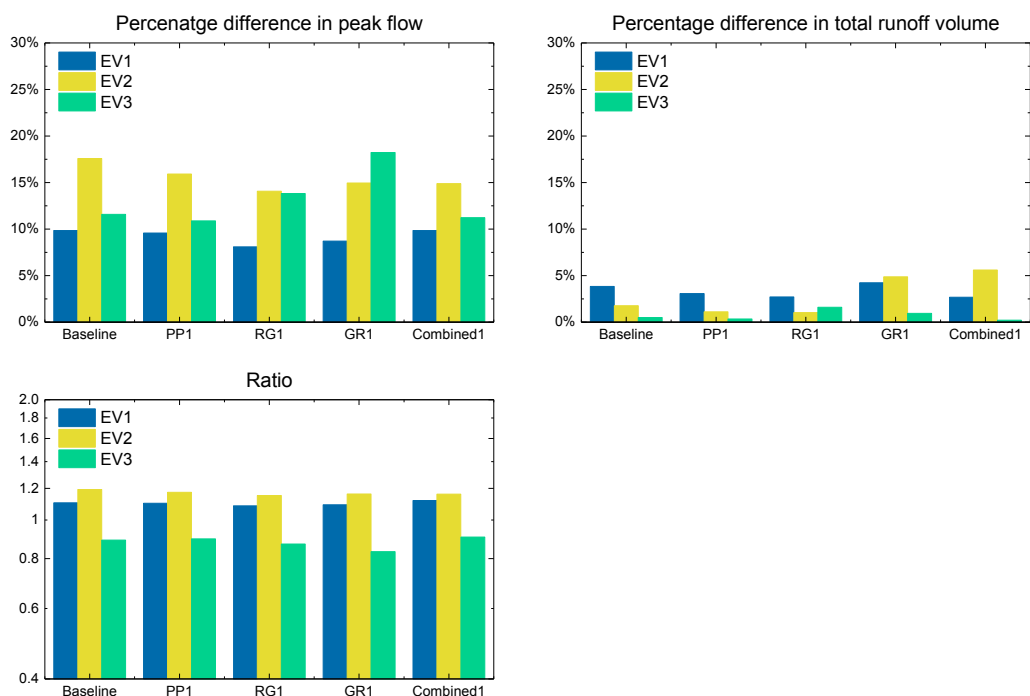 Percenatge difference in peak flow
30%
25%
20%
15%
10%
5%
0%
EV1
EV2
EV3
Baseline PP1 RG1 GR1 Combined1
Percentage difference in total runoff volume
30%
25%
20%
15%
10%
5%
0%
EV1
EV2
EV3
Baseline PP1 RG1 GR1 Combined1
Ratio
2.0
1.8
1.6
1.4
1.2
1
0.8
0.6
0.4
EV1
EV2
EV3
Baseline PP1 RG1 GR1 Combined1